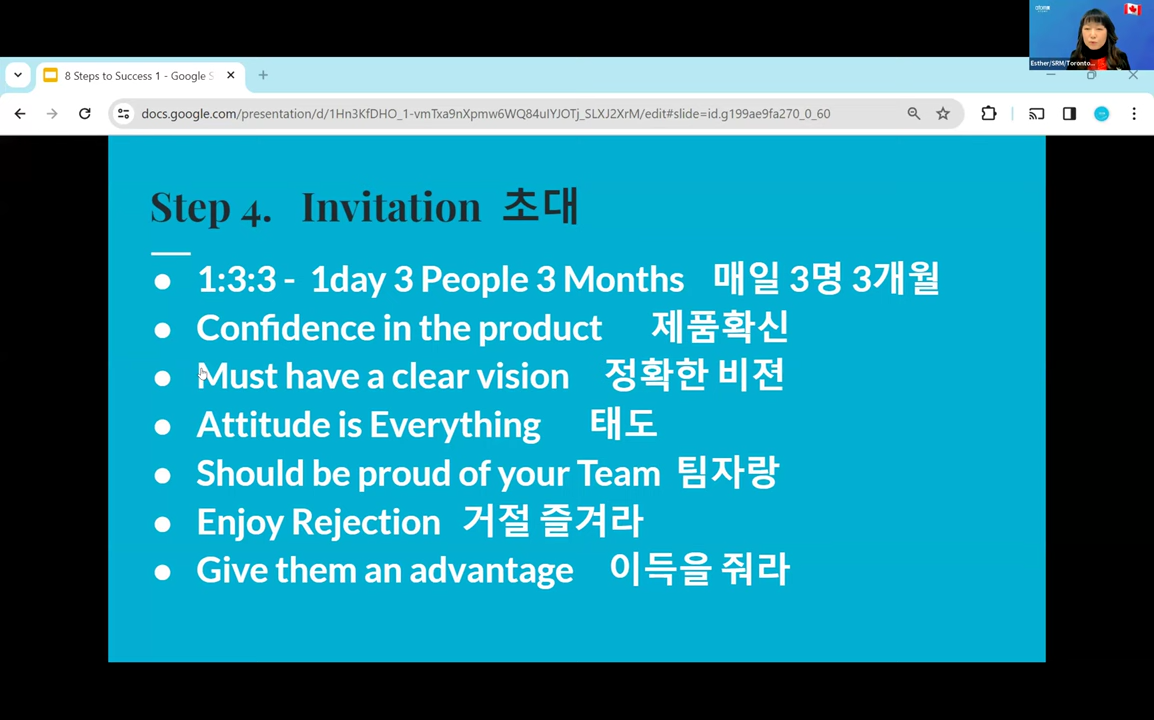 Esther/SRM/Toronto...
8 Steps to Success 1 - Google S
docs.google.com/presentation/d/1Hn3KfDHO_1-vmTxa9nXpmw6WQ84uIYJOTj_SLXJ2XrM/edit#slide=id.g199ae9fa270_0_60
Step 4. Invitation 초대
● 1:3:3 - 1day 3 People 3 Months 매일 3명 3개월
● Confidence in the product 제품확신
● Must have a clear vision 정확한 비젼
● Attitude is Everything 태도
● Should be proud of your Team 팀자랑
● Enjoy Rejection 거절 즐겨라
● Give them an advantage 이득을 줘라